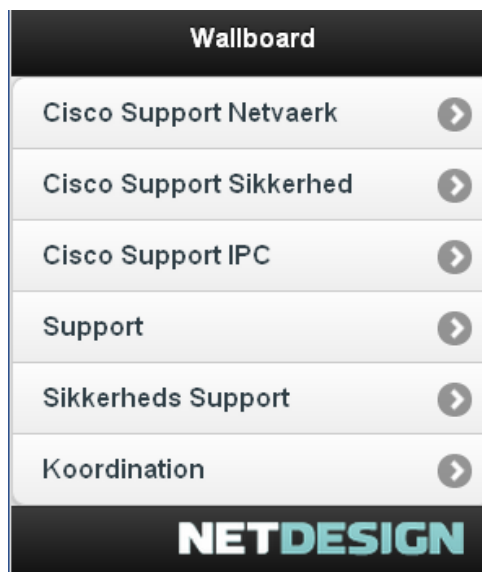 Wallboard
Cisco Support Netvaerk
Cisco Support Sikkerhed
Cisco Support IPC
Support
Sikkerheds Support
Koordination
NETDESIGN